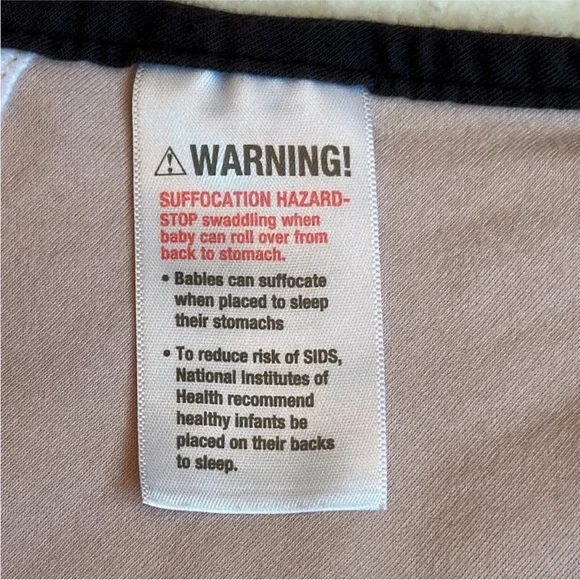 ⚠WARNING!
SUFFOCATION HAZARD-
STOP swaddling when
baby can roll over from
back to stomach.
• Babies can suffocate
when placed to sleep
their stomachs
• To reduce risk of SIDS,
National Institutes of
Health recommend
healthy infants be
placed on their backs
to sleep.